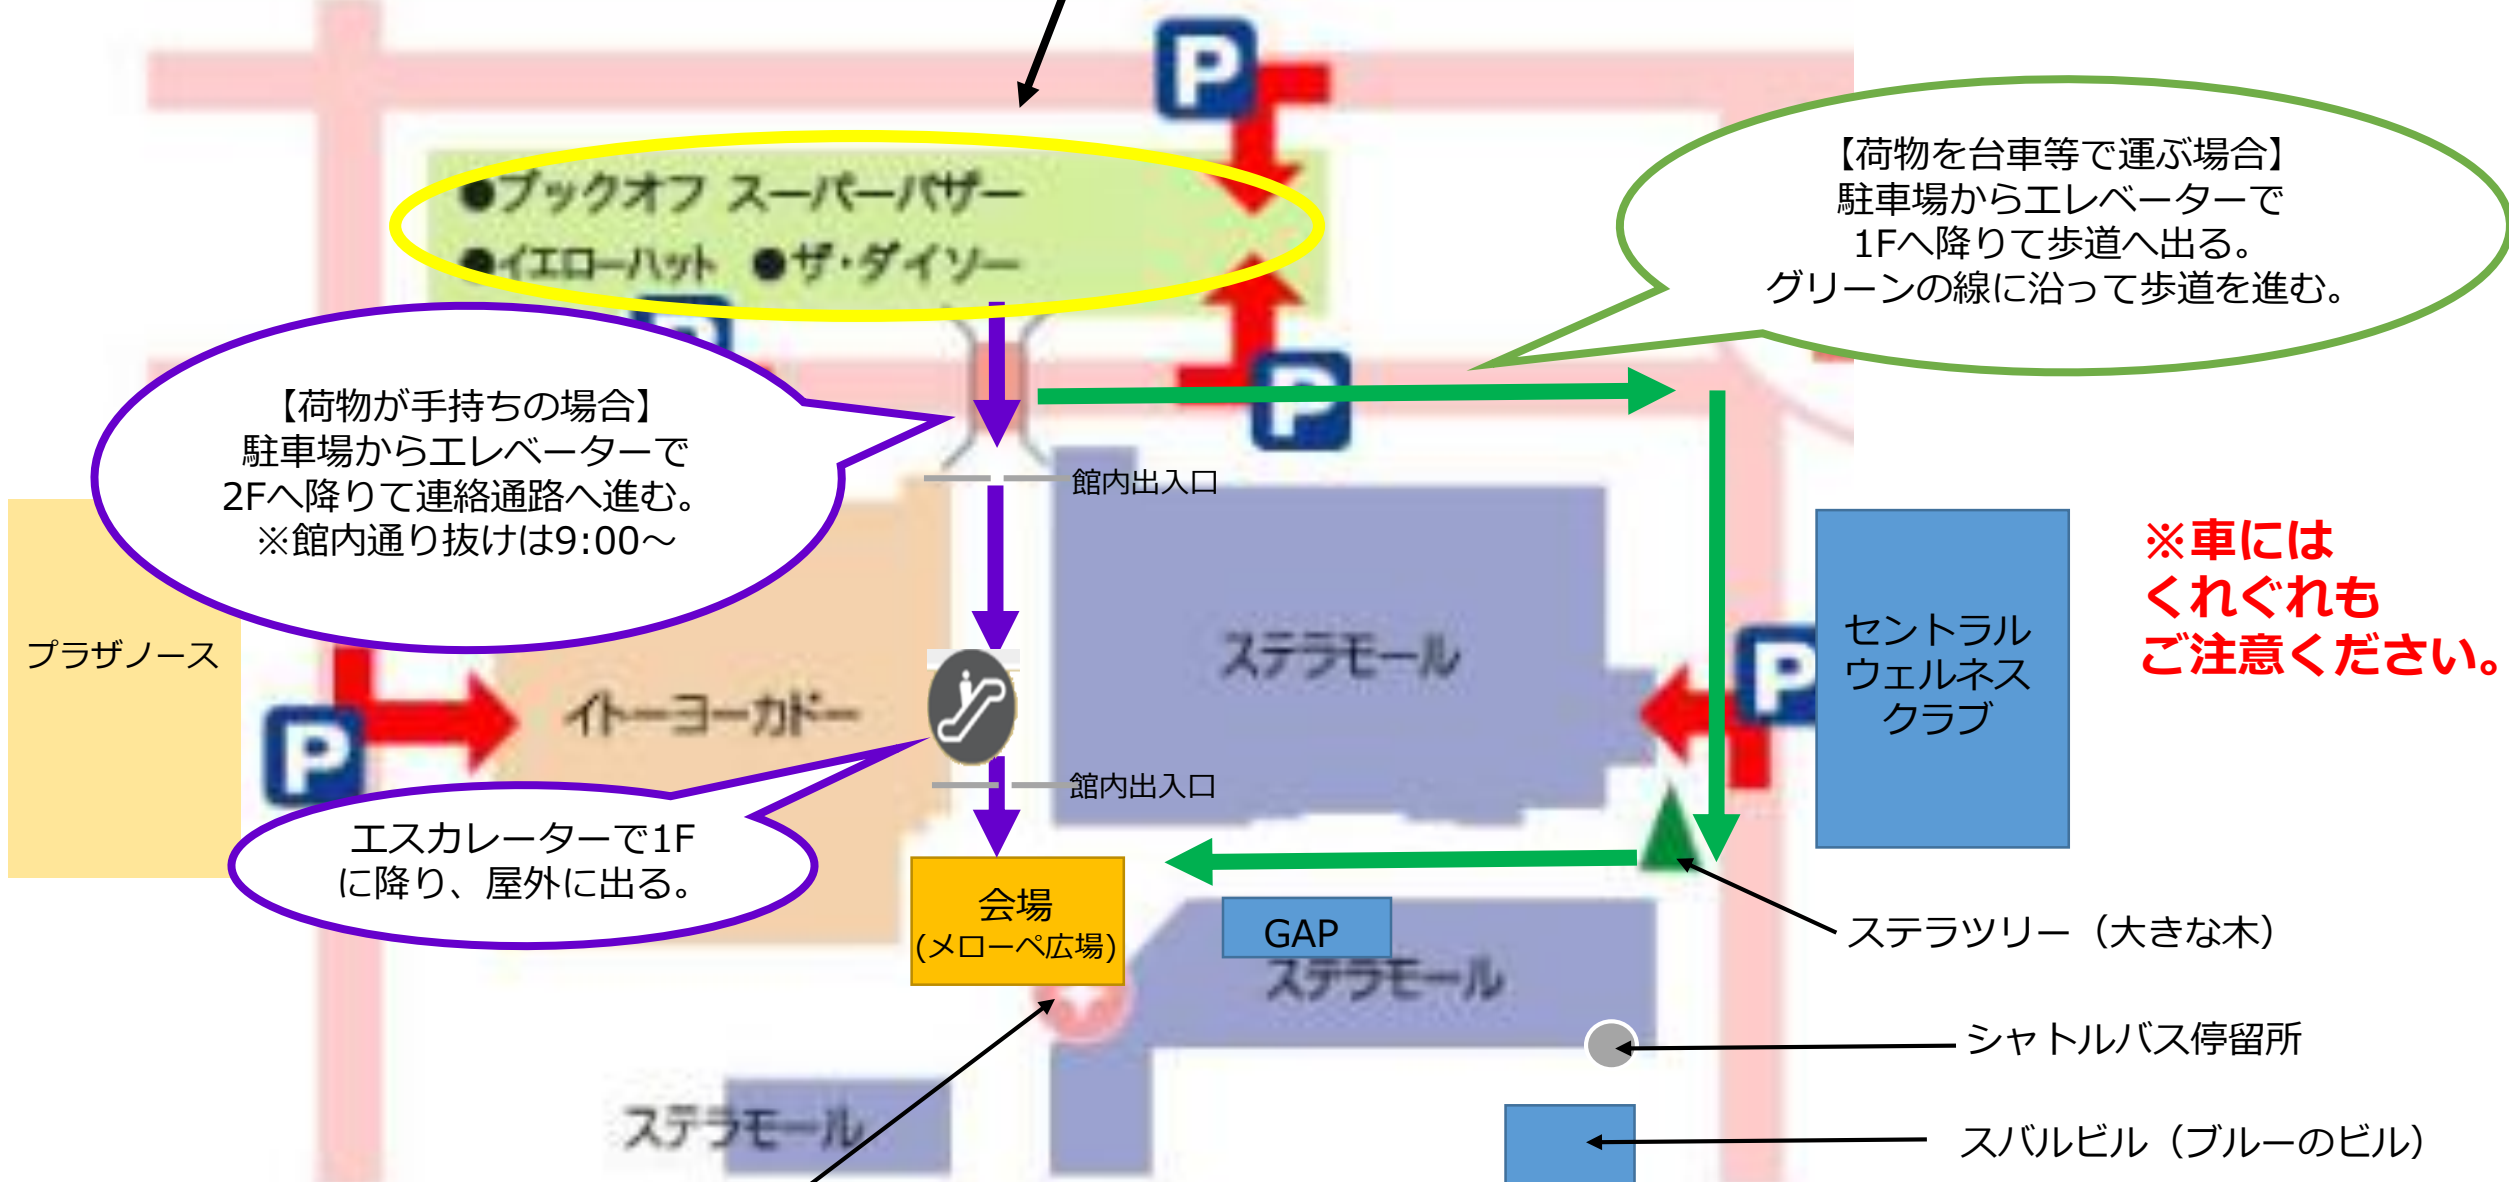 ●ブックオフ スーパーバザー
●イエローハット ●ザ・ダイソー
P
P
P
P
【荷物を台車等で運ぶ場合】
駐車場からエレベーターで
1Fへ降りて歩道へ出る。
グリーンの線に沿って歩道を進む。
【荷物が手持ちの場合】
駐車場からエレベーターで
2Fへ降りて連絡通路へ進む。
※館内通り抜けは9:00～
館内出入口
プラザノース
イトーヨーカドー
ステラモール
セントラル
ウェルネス
クラブ
※車には
くれぐれも
ご注意ください。
館内出入口
エスカレーターで1F
に降り、屋外に出る。
会場
(メローペ広場)
GAP
ステラモール
ステラツリー（大きな木）
シャトルバス停留所
ステラモール
スバルビル（ブルーのビル）